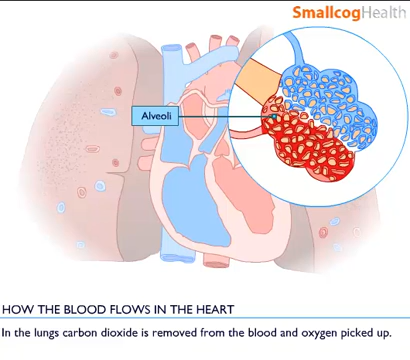 SmallcogHealth
Alveoli
HOW THE BLOOD FLOWS IN THE HEART
In the lungs carbon dioxide is removed from the blood and oxygen picked up.